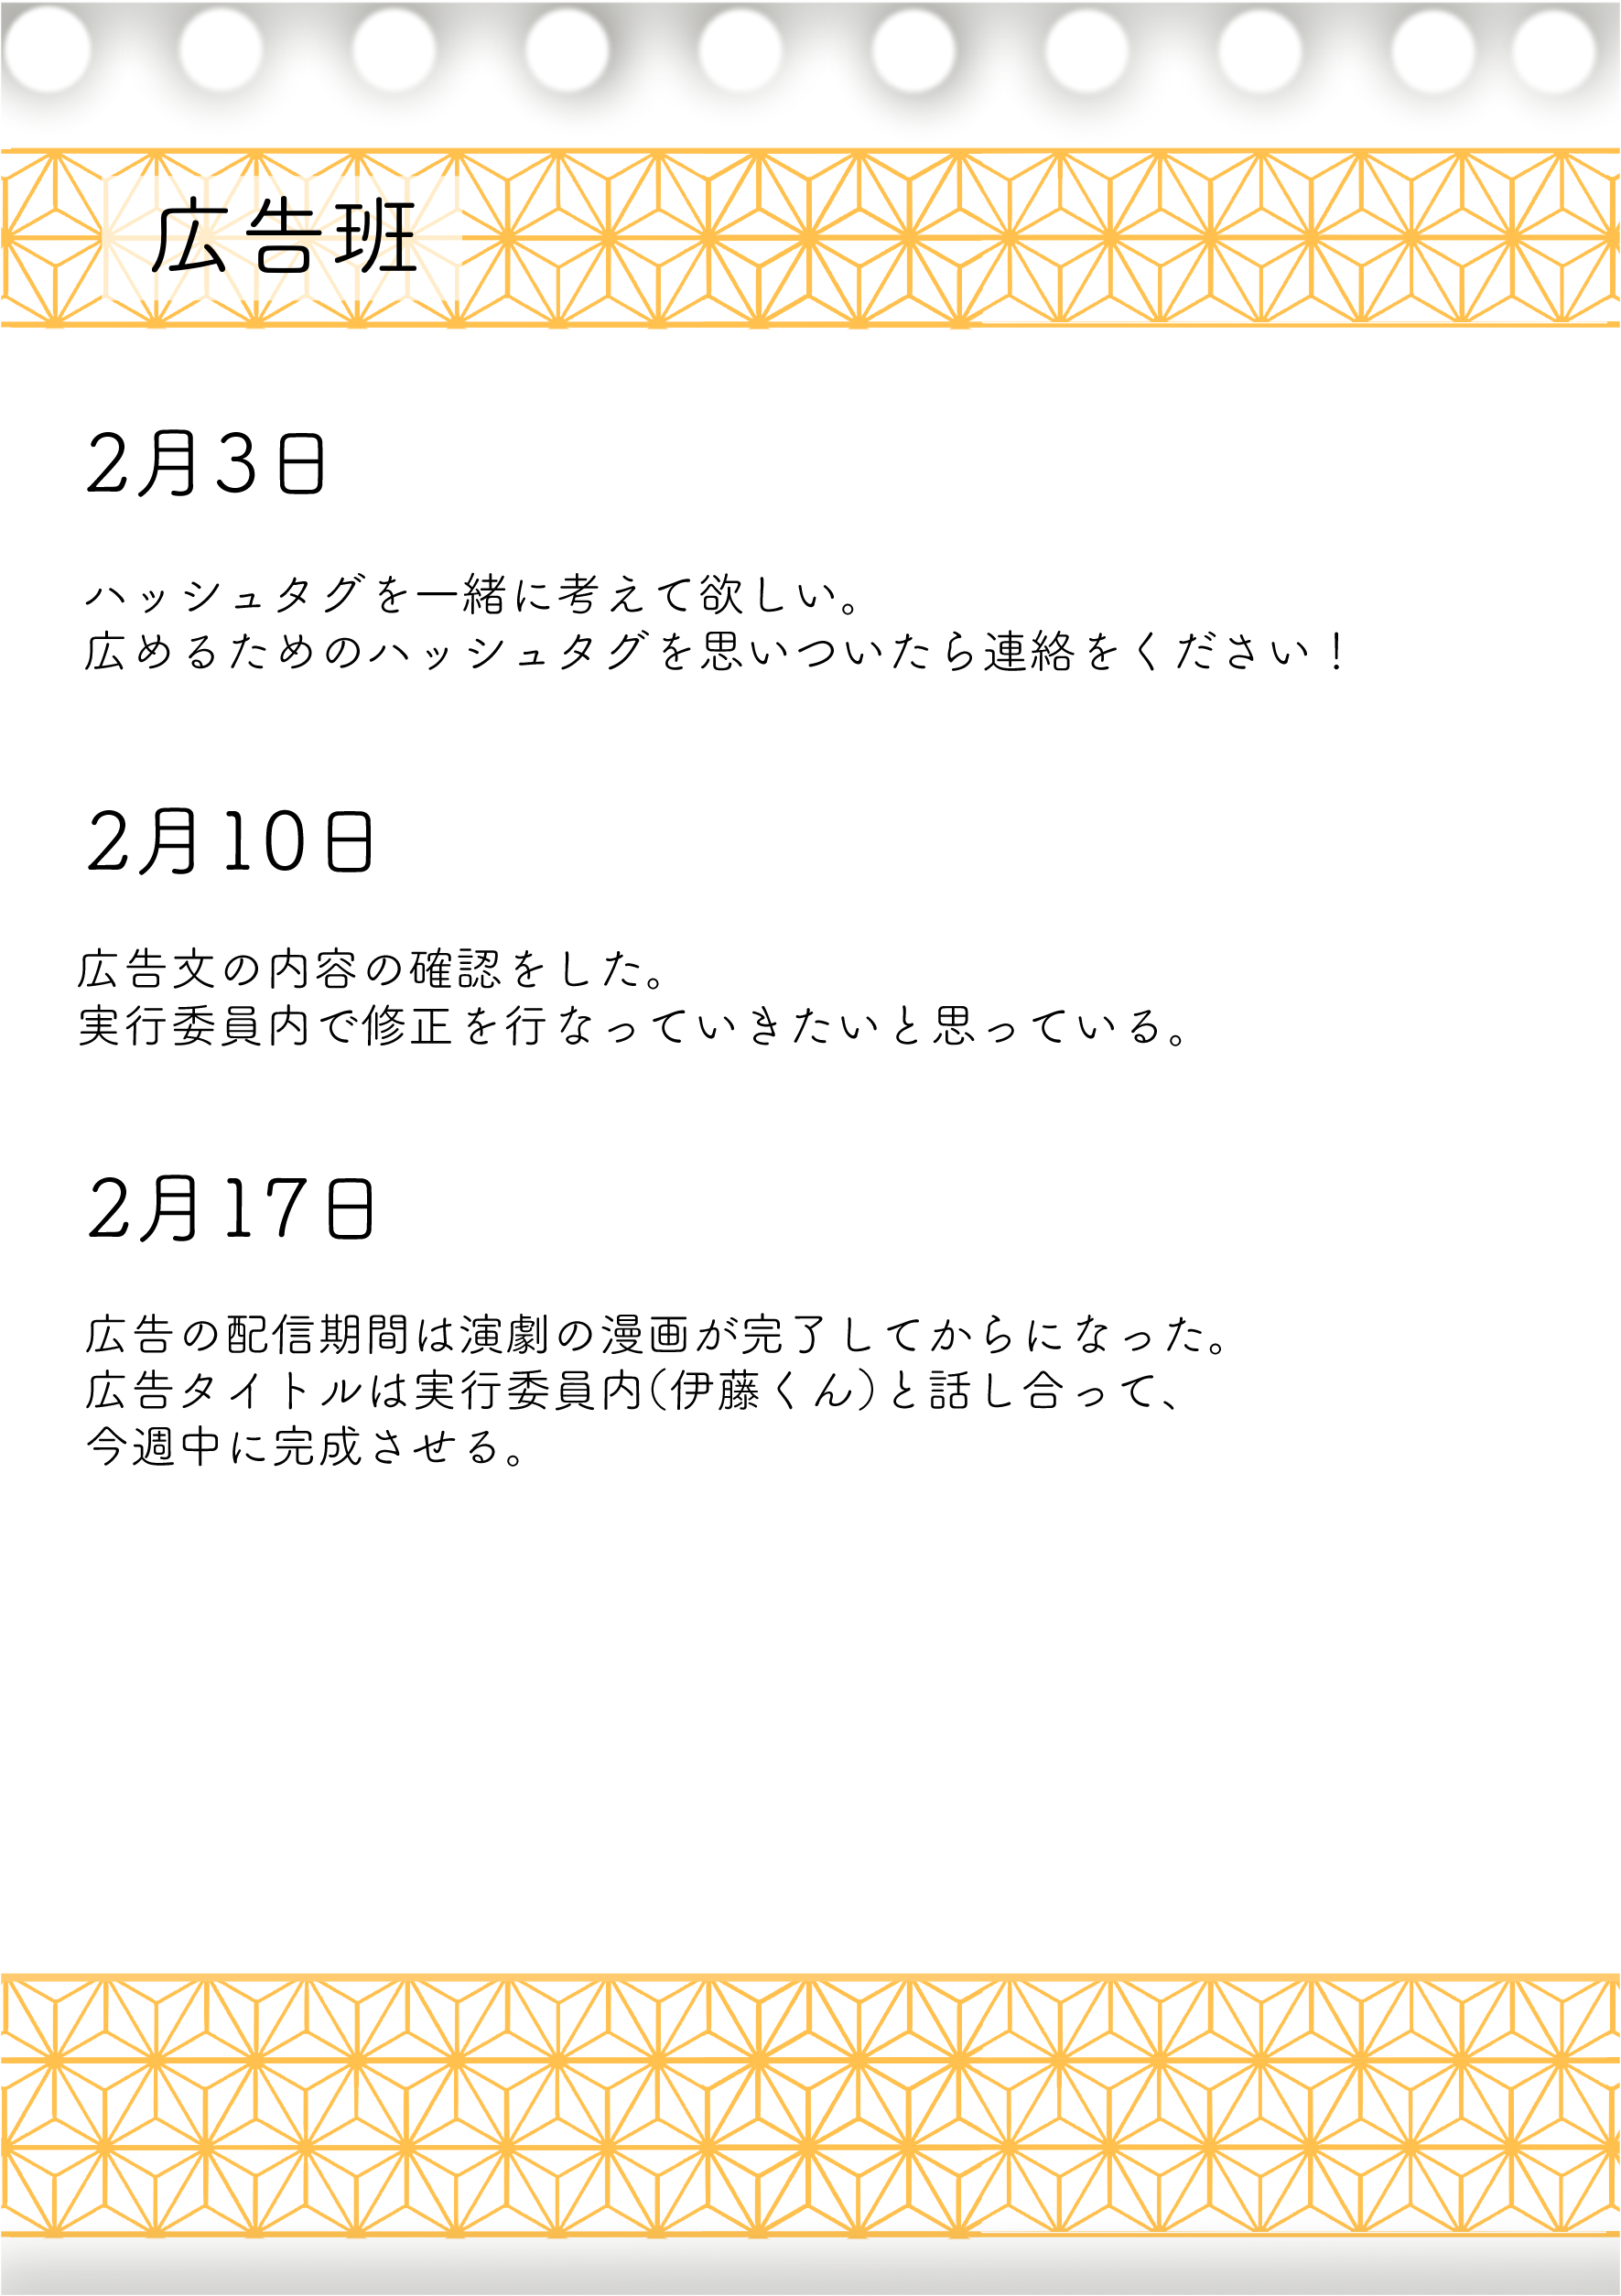 広告班
2月3日
ハッシュタグを一緒に考えて欲しい。
広めるためのハッシュタグを思いついたら連絡をください！
2月10日
広告文の内容の確認をした。
実行委員内で修正を行なっていきたいと思っている。
2月17日
広告の配信期間は演劇の漫画が完了してからになった。
広告タイトルは実行委員内(伊藤くん)と話し合って、
今週中に完成させる。